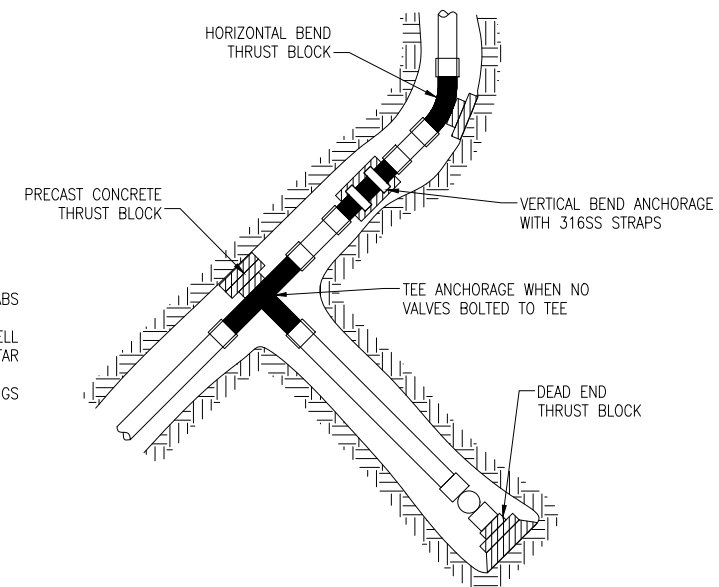 HORIZONTAL BEND
THRUST BLOCK
PRECAST CONCRETE
THRUST BLOCK
VERTICAL BEND ANCHORAGE
WITH 316SS STRAPS
TEE ANCHORAGE WHEN NO
VALVES BOLTED TO TEE
DEAD END
THRUST BLOCK
ABS
ELL
TAR
GS